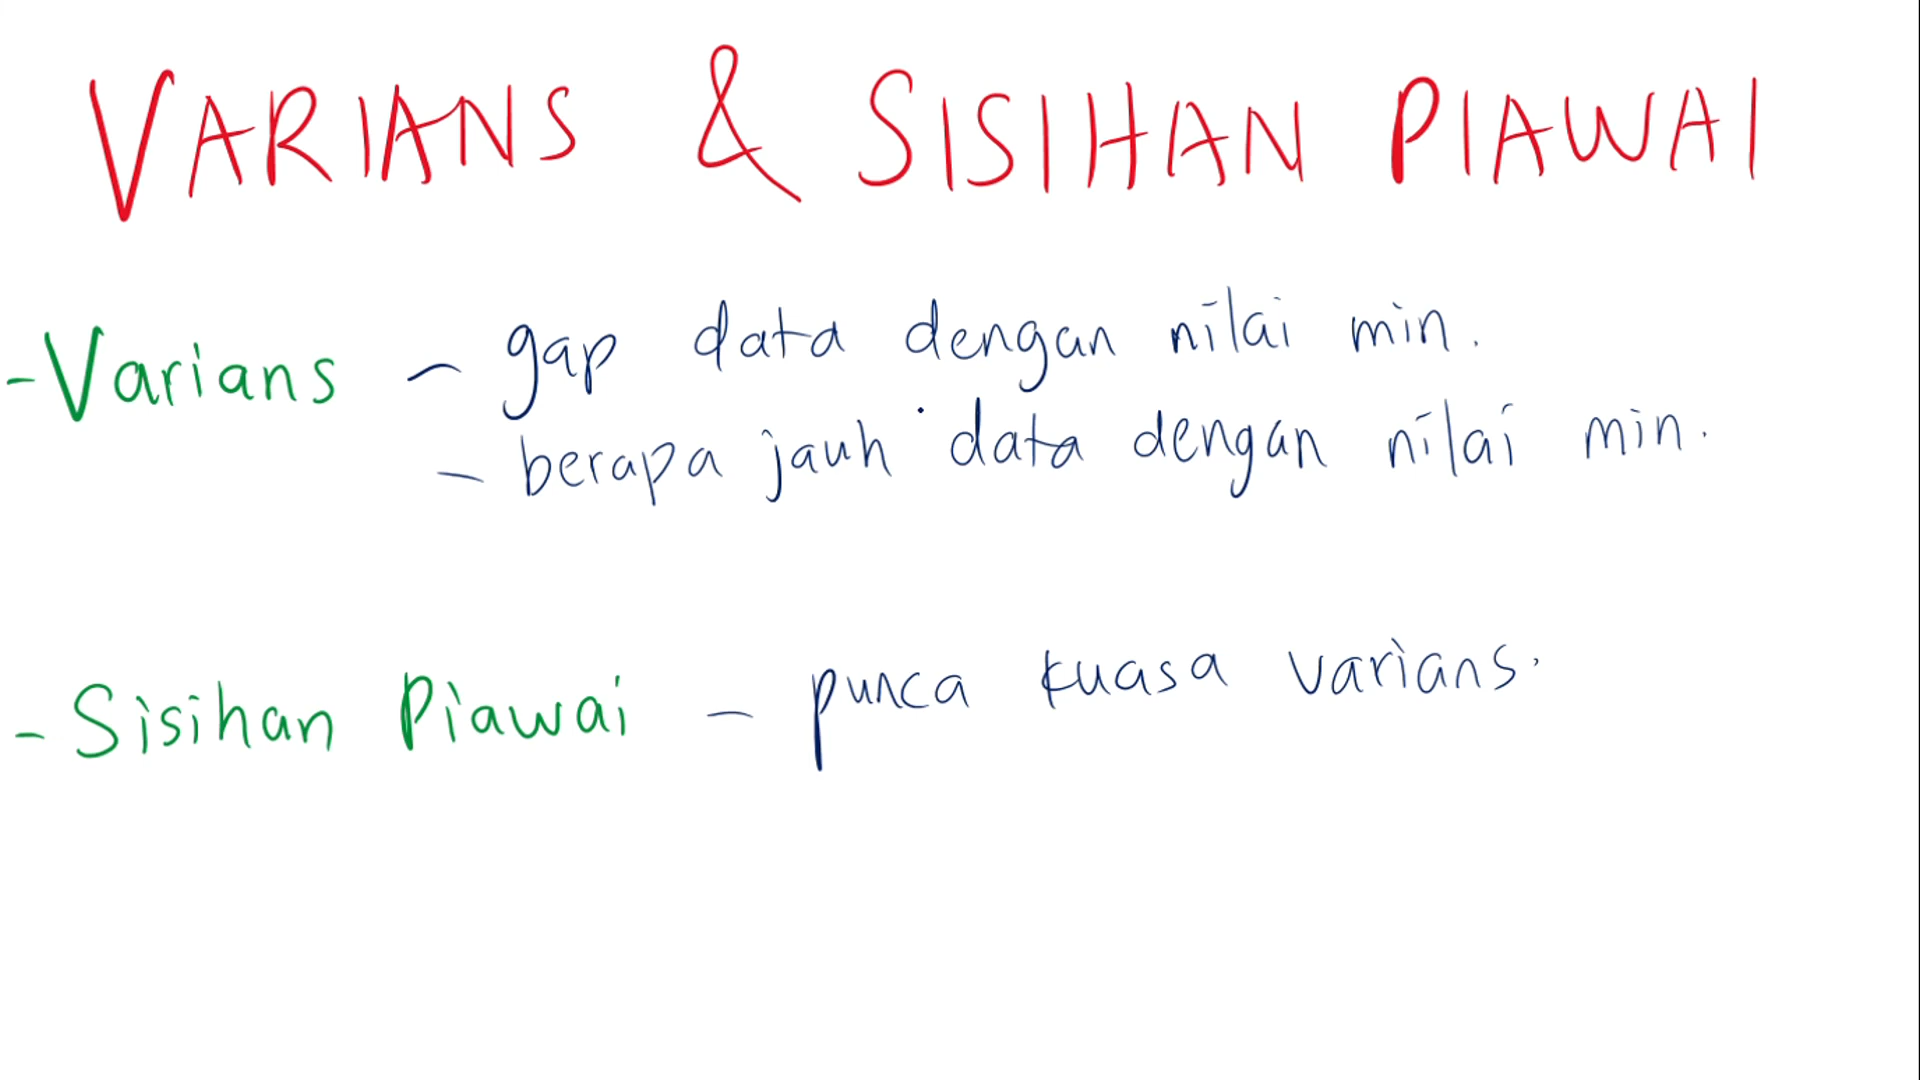 VARIANS & SISIHAN PIAWAI
- Varians - gap data dengan nilai min.
- berapa jauh data dengan nilai min.
- Sisihan Piawai - punca kuasa varians.